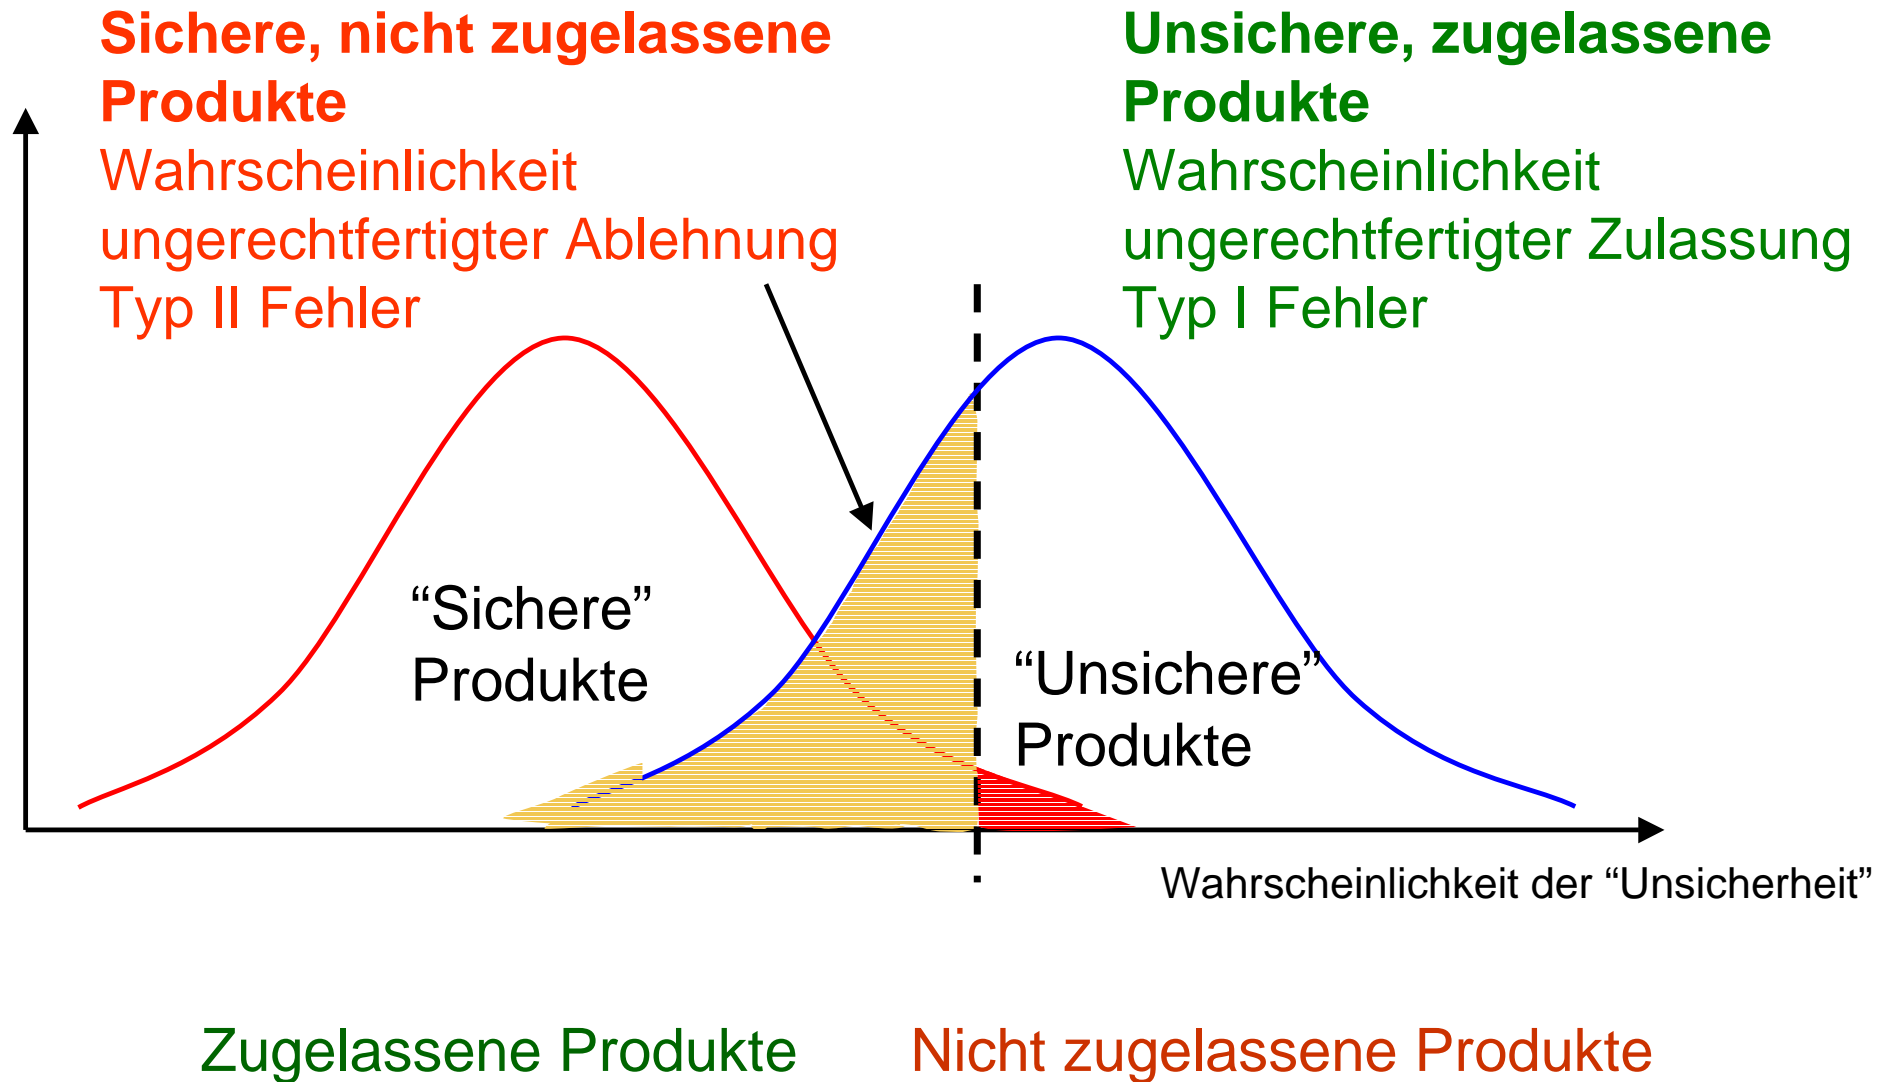 Sichere, nicht zugelassene
Produkte
Wahrscheinlichkeit
ungerechtfertigter Ablehnung
Typ II Fehler
Unsichere, zugelassene
Produkte
Wahrscheinlichkeit
ungerechtfertigter Zulassung
Typ I Fehler
“Sichere”
Produkte
“Unsichere”
Produkte
Wahrscheinlichkeit der “Unsicherheit”
Zugelassene Produkte
Nicht zugelassene Produkte